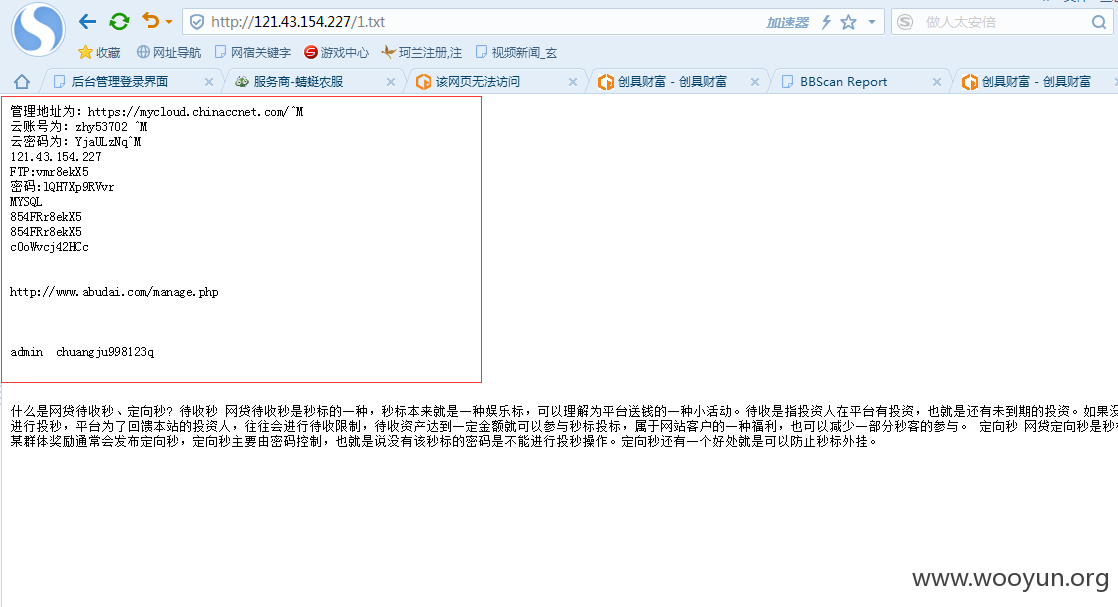 http://121.43.154.227/1.txt
加速器
做人太安倍
收藏 网址导航 网宿关键字 游戏中心 珂兰注册,注 视频新闻_玄
后台管理登录界面 服务商-蜻蜓农服 该网页无法访问 创具财富 - 创具财富 BBScan Report 创具财富 - 创具财富
管理地址为: https://mycloud.chinaccnet.com/^M
云账号为: zhy53702 ^M
云密码为: YjaULzNq^M
121.43.154.227
FTP:vmr8ekX5
密码:lQH7Xp9RVvr
MYSQL
854FRr8ekX5
854FRr8ekX5
cOoWvcj42HCc
http://www.abudai.com/manage.php
admin chuangju998123q
什么是网贷待收秒、定向秒? 待收秒 网贷待收秒是秒标的一种，秒标本来就是一种娱乐标，可以理解为平台送钱的一种小活动。待收是指投资人在平台有投资，也就是还有未到期的投资。如果没
进行投秒，平台为了回馈本站的投资人，往往会进行待收限制，待收资产达到一定金额就可以参与秒标投标，属于网站客户的一种福利，也可以减少一部分秒客的参与。 定向秒 网贷定向秒是秒
某群体奖励通常会发布定向秒，定向秒主要由密码控制，也就是说没有该秒标的密码是不能进行投秒操作。定向秒还有一个好处就是可以防止秒标外挂。
www.wooyun.org